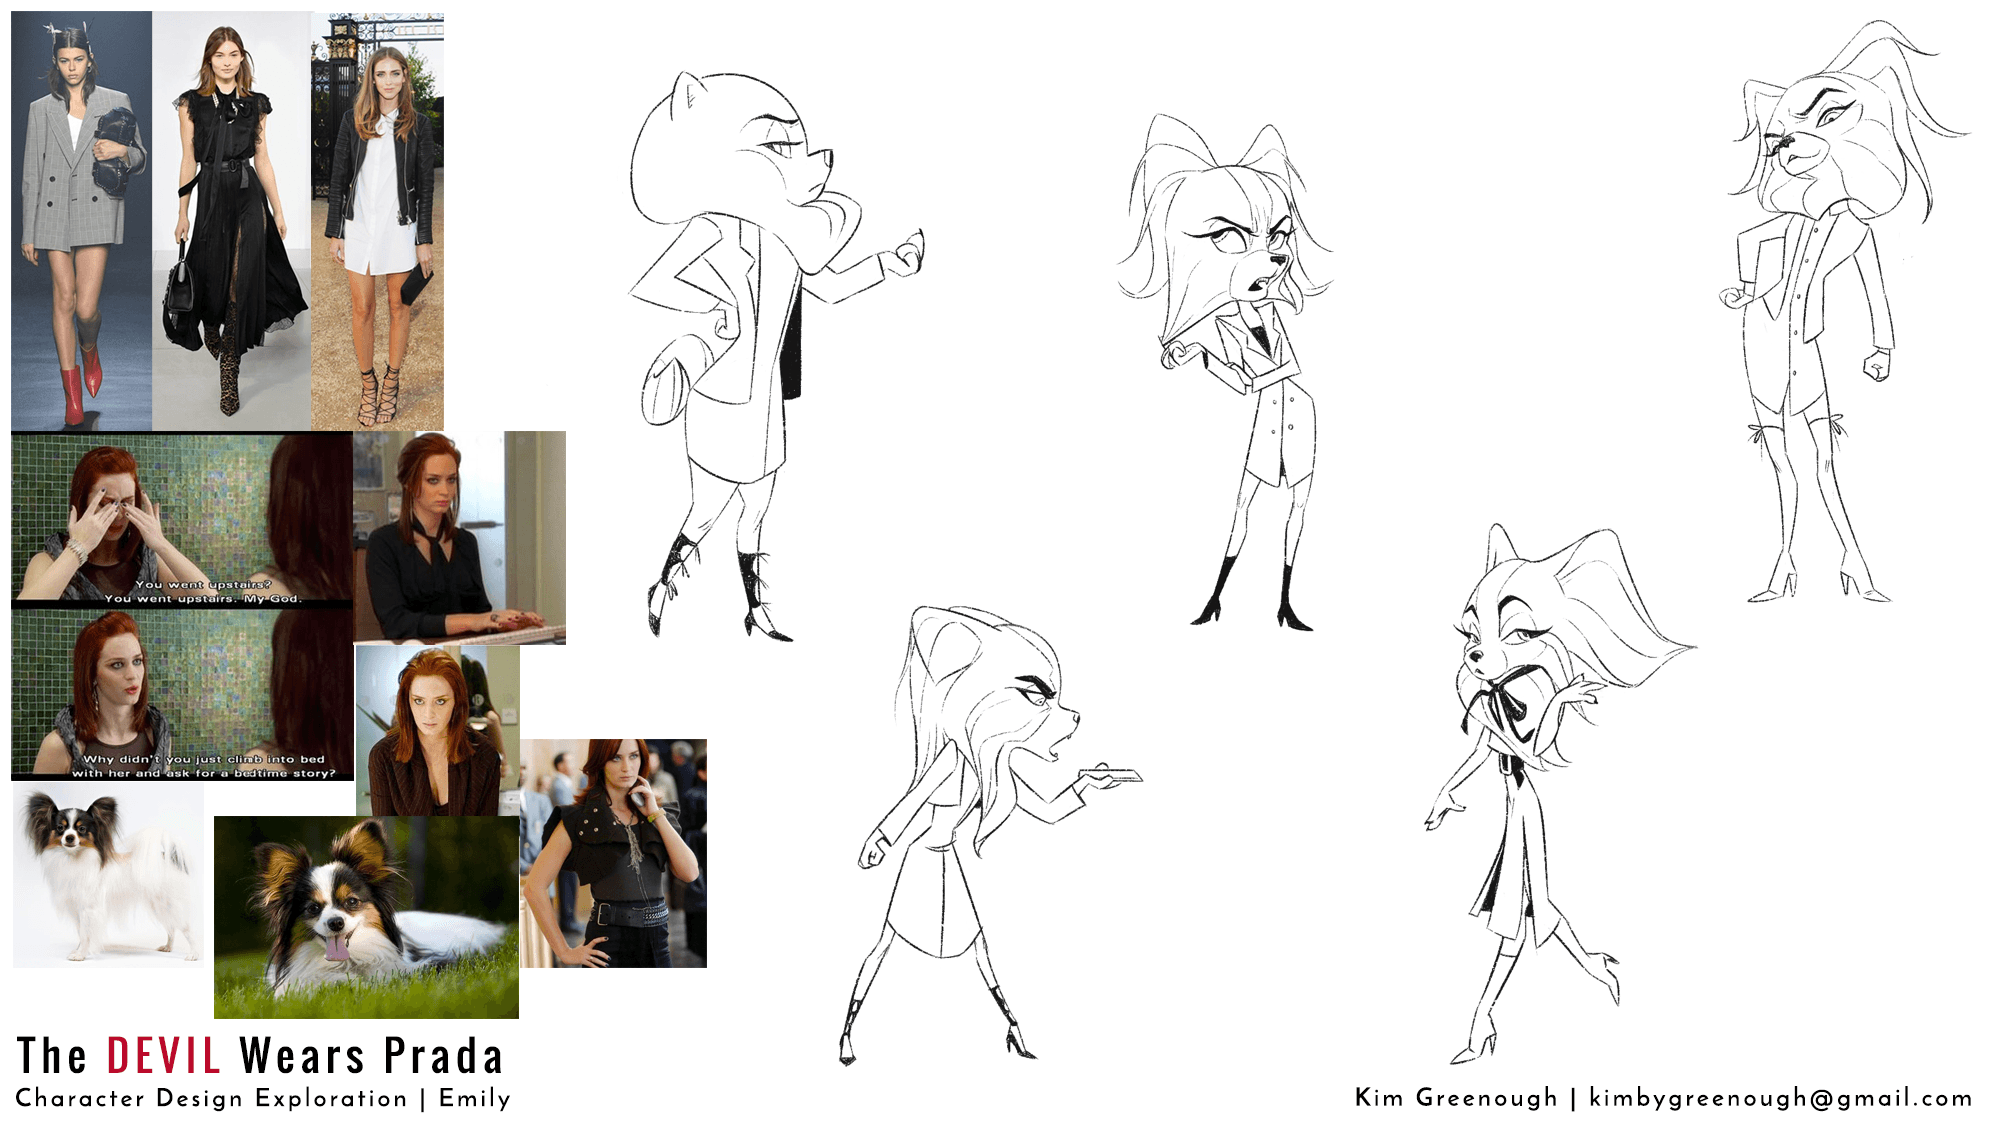 You went upstairs?
You went upstairs. My God.
Why didn't you just climb into bed
with her and ask for a bedtime story?
The DEVIL Wears Prada
Character Design Exploration | Emily
Kim Greenough | kimbygreenough@gmail.com